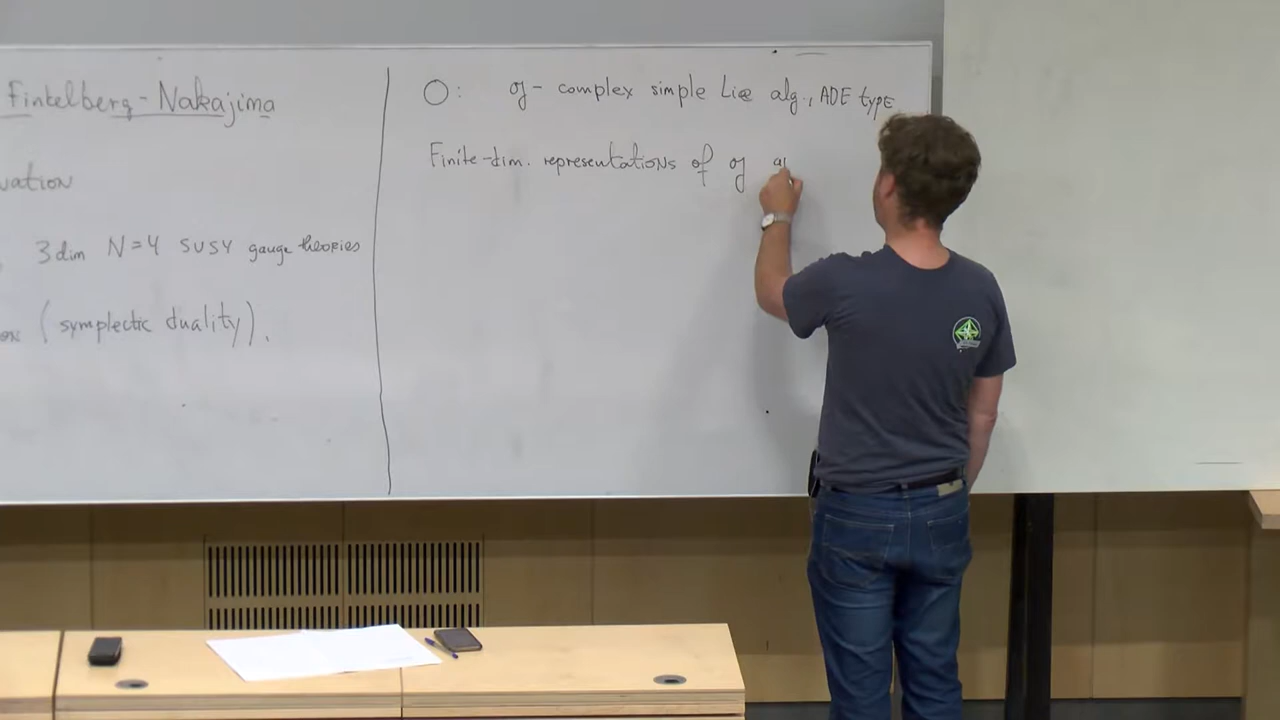 Finkelberg - Nakajima
3 dim N=4 SUSY gauge theories
(symplectic duality).
O: g - complex simple Lie alg., ADE type
Finite-dim. representations of g